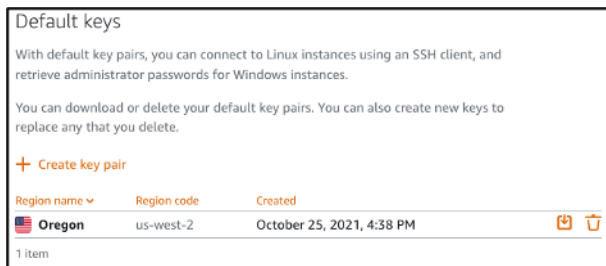 Default keys
With default key pairs, you can connect to Linux instances using an SSH client, and
retrieve administrator passwords for Windows instances.
You can download or delete your default key pairs. You can also create new keys to
replace any that you delete.
+ Create key pair
Region name Region code Created
Oregon us-west-2 October 25, 2021, 4:38 PM
1 item